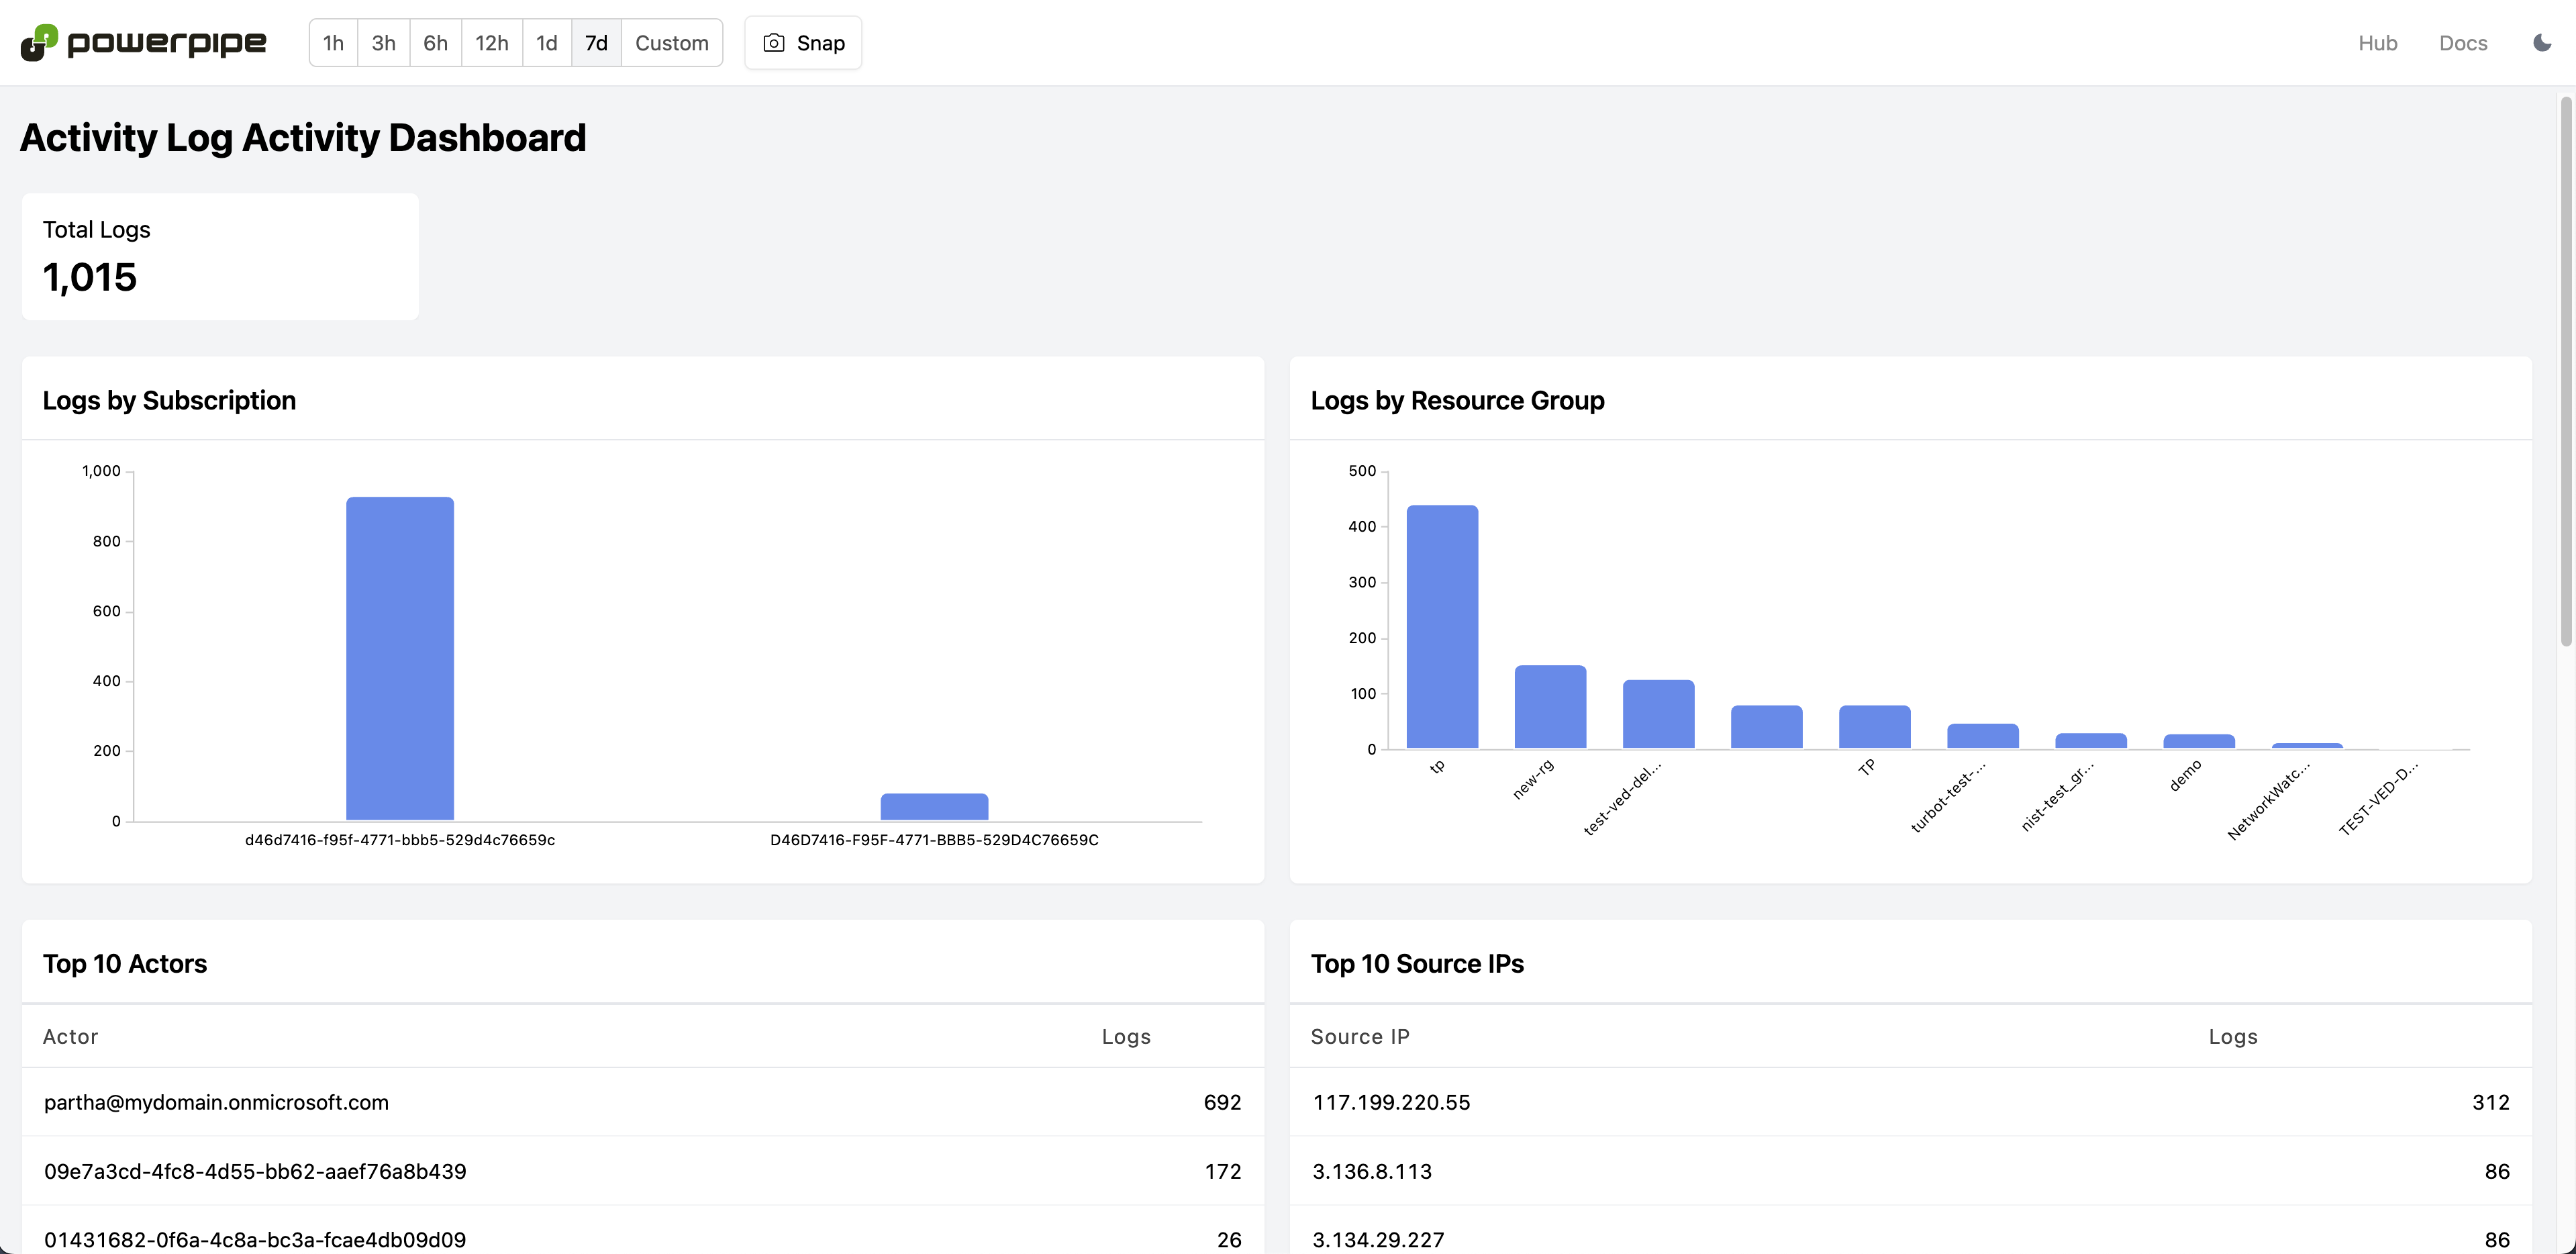 powerpipe 1h 3h 6h 12h 1d 7d Custom Snap Hub Docs
Activity Log Activity Dashboard
Total Logs
1,015
Logs by Subscription
1,000
800
600
400
200
0
d46d7416-f95f-4771-bbb5-529d4c76659c D46D7416-F95F-4771-BBB5-529D4C76659C
Logs by Resource Group
500
400
300
200
100
0
tp new-rg test-ved-del... TP turbot-test-... nist-test_gr... demo NetworkWatc... TEST-VED-D...
Top 10 Actors
Actor Logs
partha@mydomain.onmicrosoft.com 692
09e7a3cd-4fc8-4d55-bb62-aaef76a8b439 172
01431682-0f6a-4c8a-bc3a-fcae4db09d09 26
Top 10 Source IPs
Source IP Logs
117.199.220.55 312
3.136.8.113 86
3.134.29.227 86